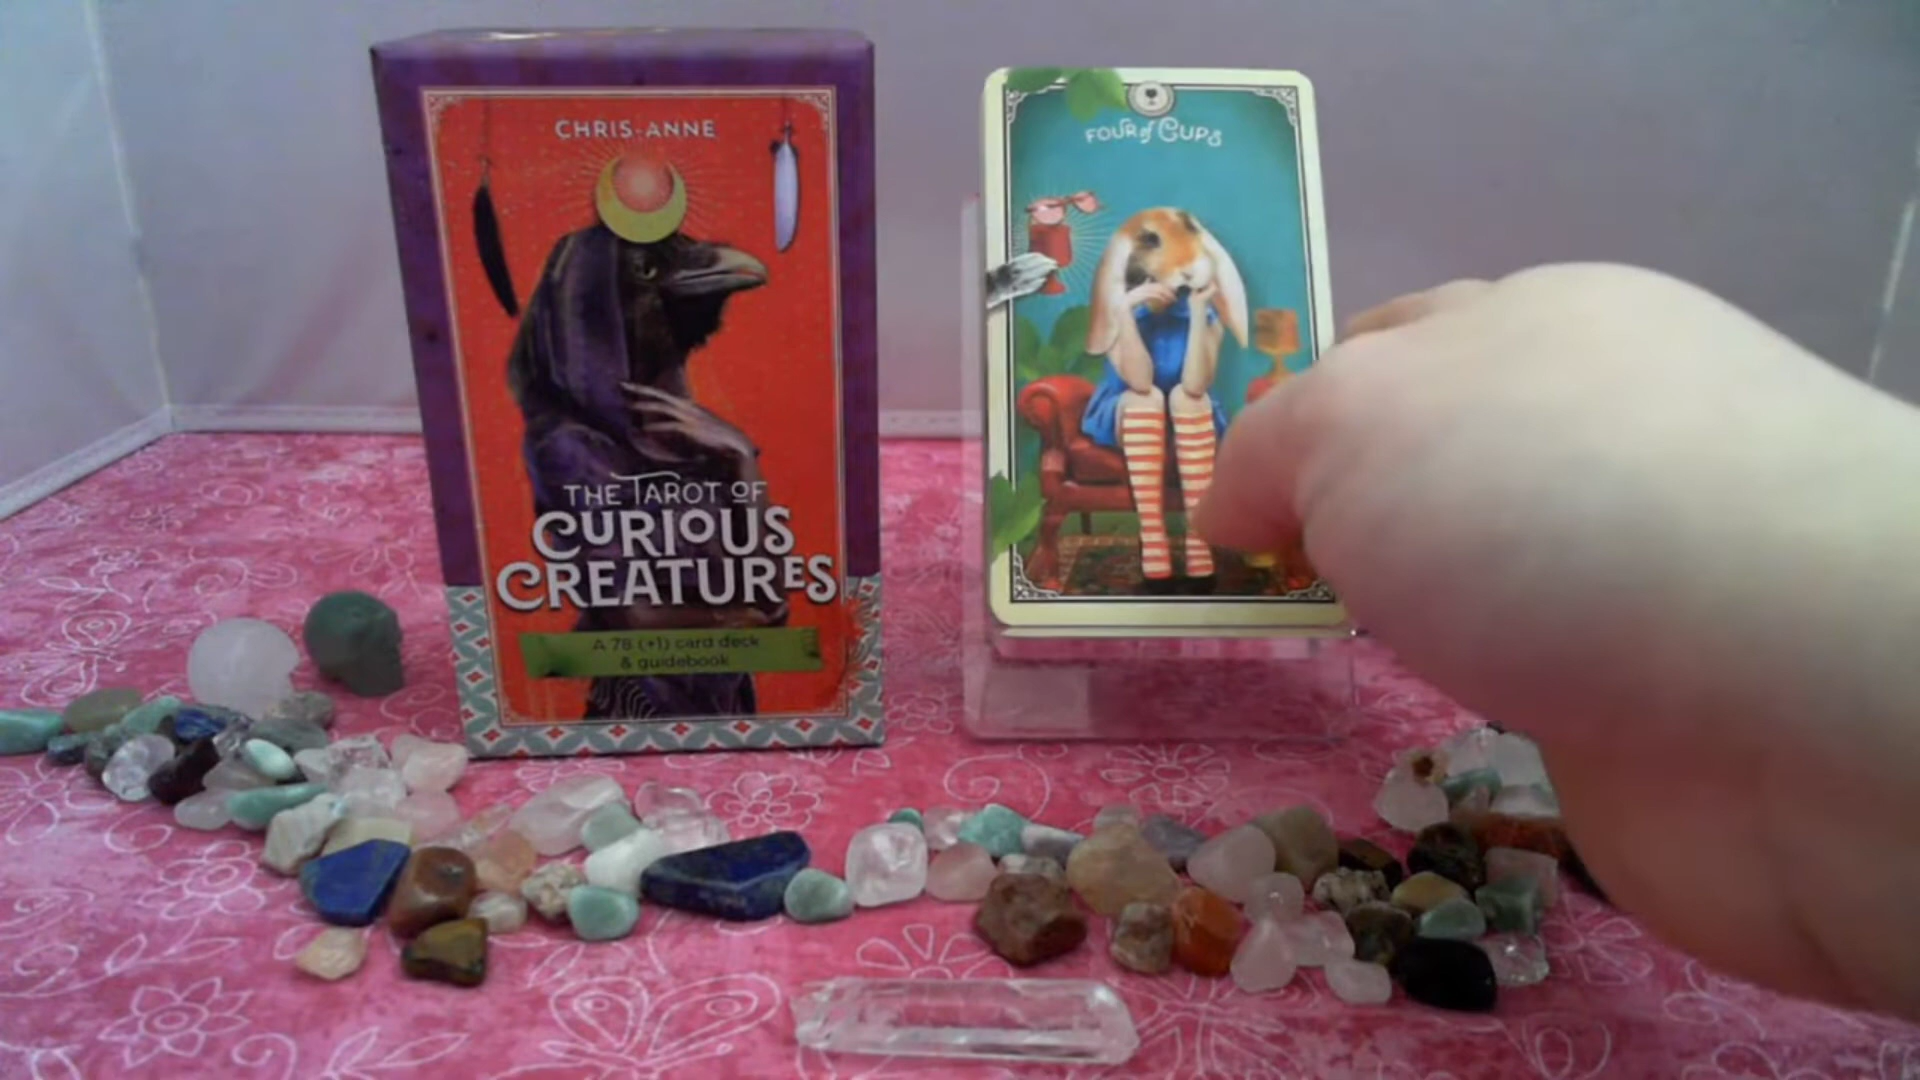 CHRIS-ANNE
THE TAROT OF
CURIOUS
CREATURES
A 78 (+1) card deck
& guidebook
FOUR of CUPS